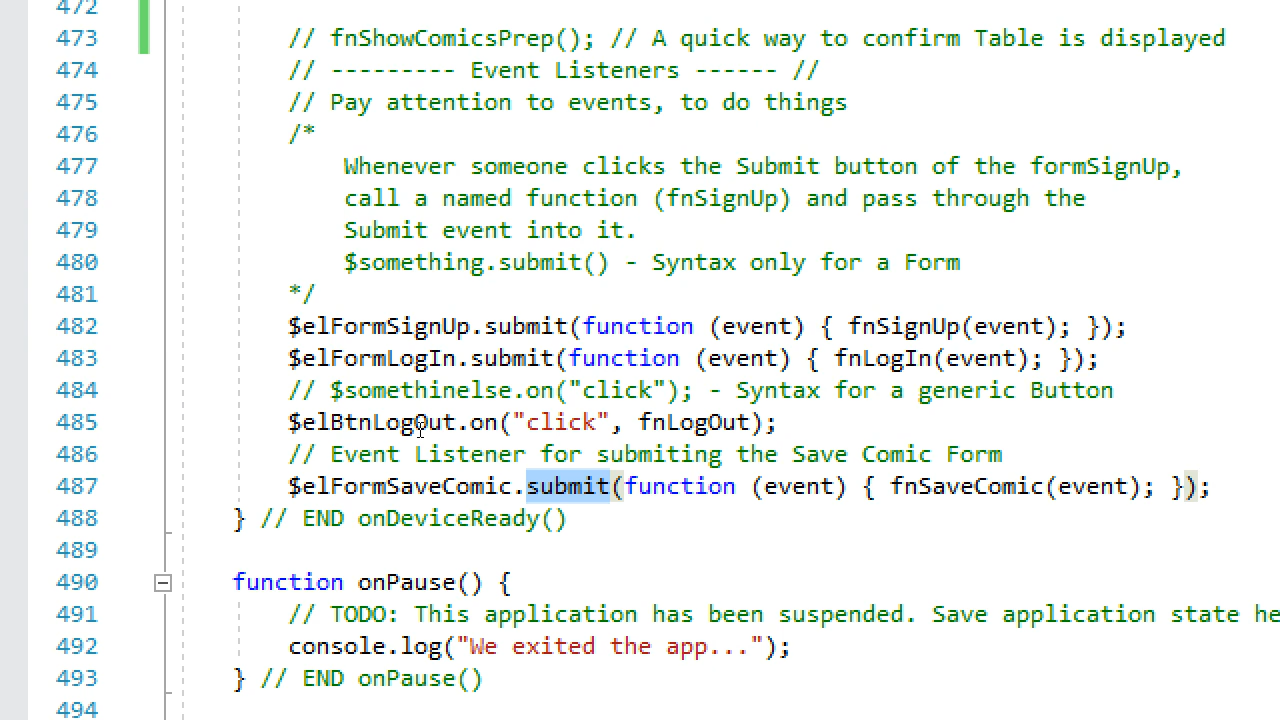 472
473 // fnShowComicsPrep(); // A quick way to confirm Table is displayed
474 // --------- Event Listeners ------ //
475 // Pay attention to events, to do things
476 /*
477 Whenever someone clicks the Submit button of the formSignUp,
478 call a named function (fnSignUp) and pass through the
479 Submit event into it.
480 $something.submit() - Syntax only for a Form
481 */
482 $elFormSignUp.submit(function (event) { fnSignUp(event); });
483 $elFormLogIn.submit(function (event) { fnLogIn(event); });
484 // $somethinelse.on("click"); - Syntax for a generic Button
485 $elBtnLogOut.on("click", fnLogOut);
486 // Event Listener for submiting the Save Comic Form
487 $elFormSaveComic.submit(function (event) { fnSaveComic(event); });
488 } // END onDeviceReady()
489
490 function onPause() {
491 // TODO: This application has been suspended. Save application state he
492 console.log("We exited the app...");
493 } // END onPause()
494